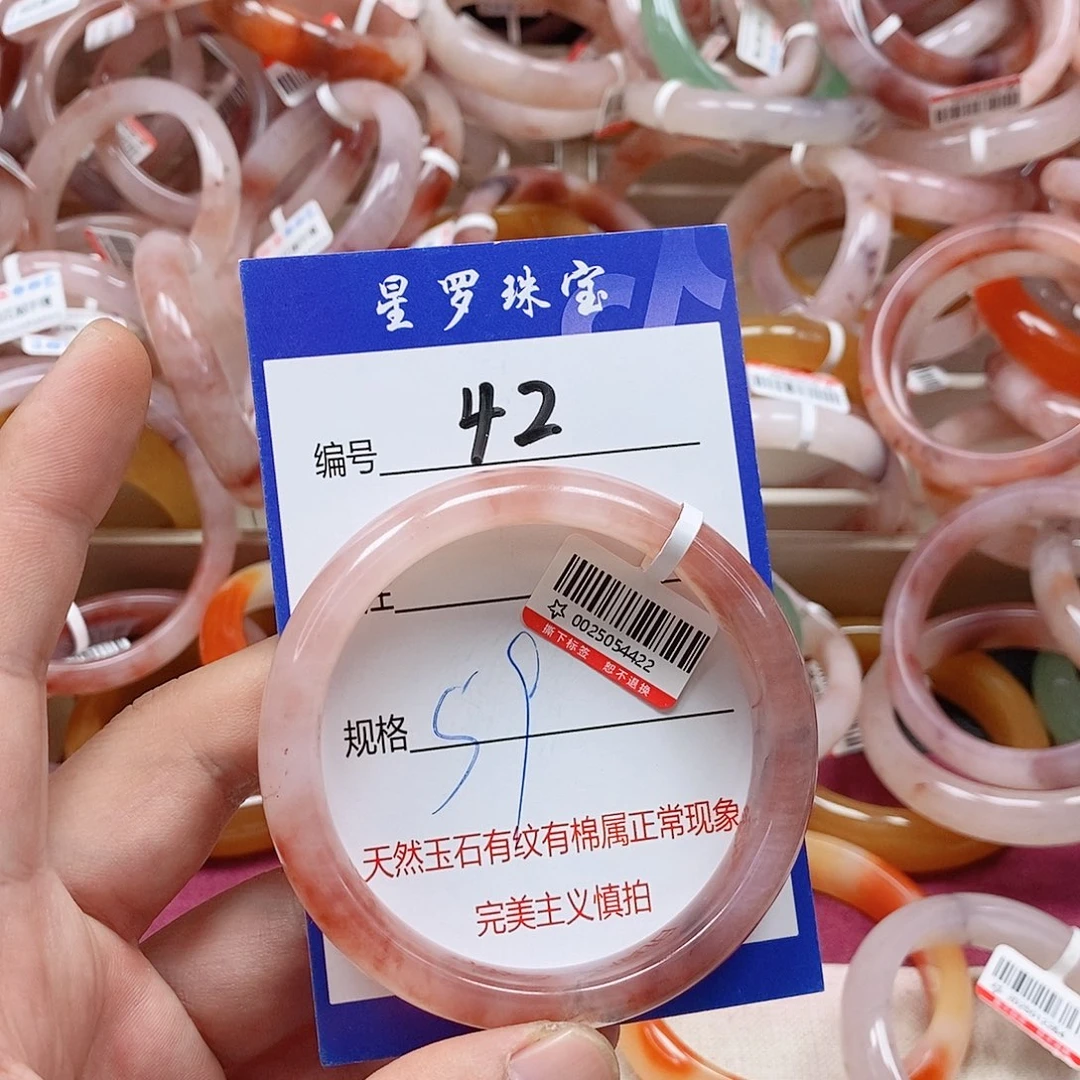 星罗珠宝
编号 42
0025054422
撕下标签 恕不退换
规格 59
天然玉石有纹有棉属正常现象
完美主义慎拍